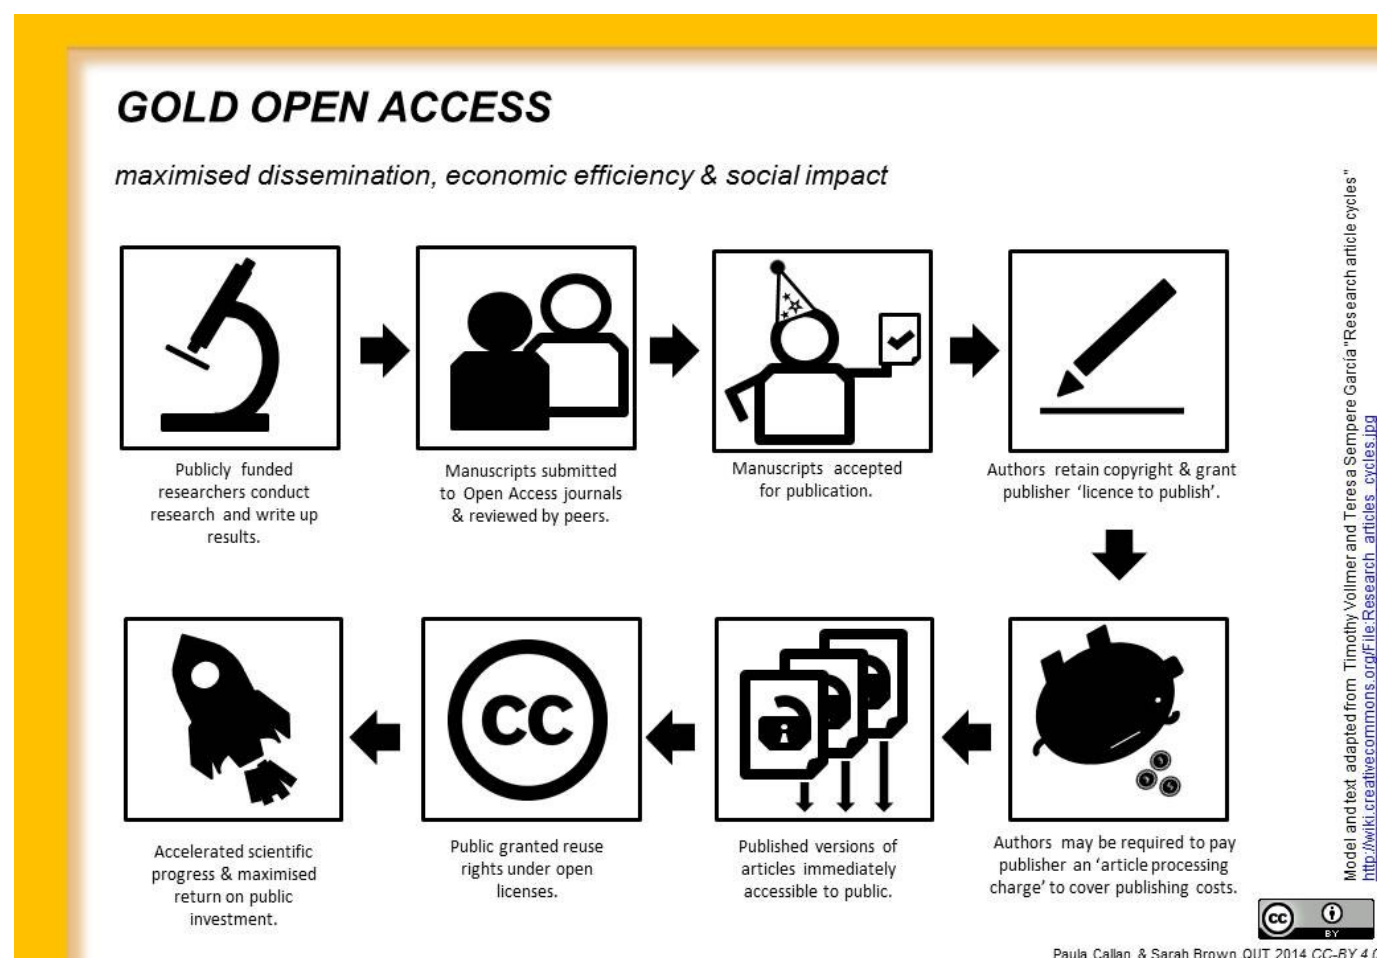 GOLD OPEN ACCESS
maximised dissemination, economic efficiency & social impact
Publicly funded
researchers conduct
research and write up
results.
Manuscripts submitted
to Open Access journals
& reviewed by peers.
Manuscripts accepted
for publication.
Authors retain copyright & grant
publisher ‘licence to publish’.
Accelerated scientific
progress & maximised
return on public
investment.
Public granted reuse
rights under open
licenses.
cc
Published versions of
articles immediately
accessible to public.
Authors may be required to pay
publisher an ‘article processing
charge’ to cover publishing costs.
Model and text adapted from Timothy Vollmer and Teresa Sempere García "Research article cycles"
http://wiki.creativecommons.org/File:Research_articles_cycles.jpg
cc
BY
Paula Callan & Sarah Brown QUT 2014 CC-BY 4.0